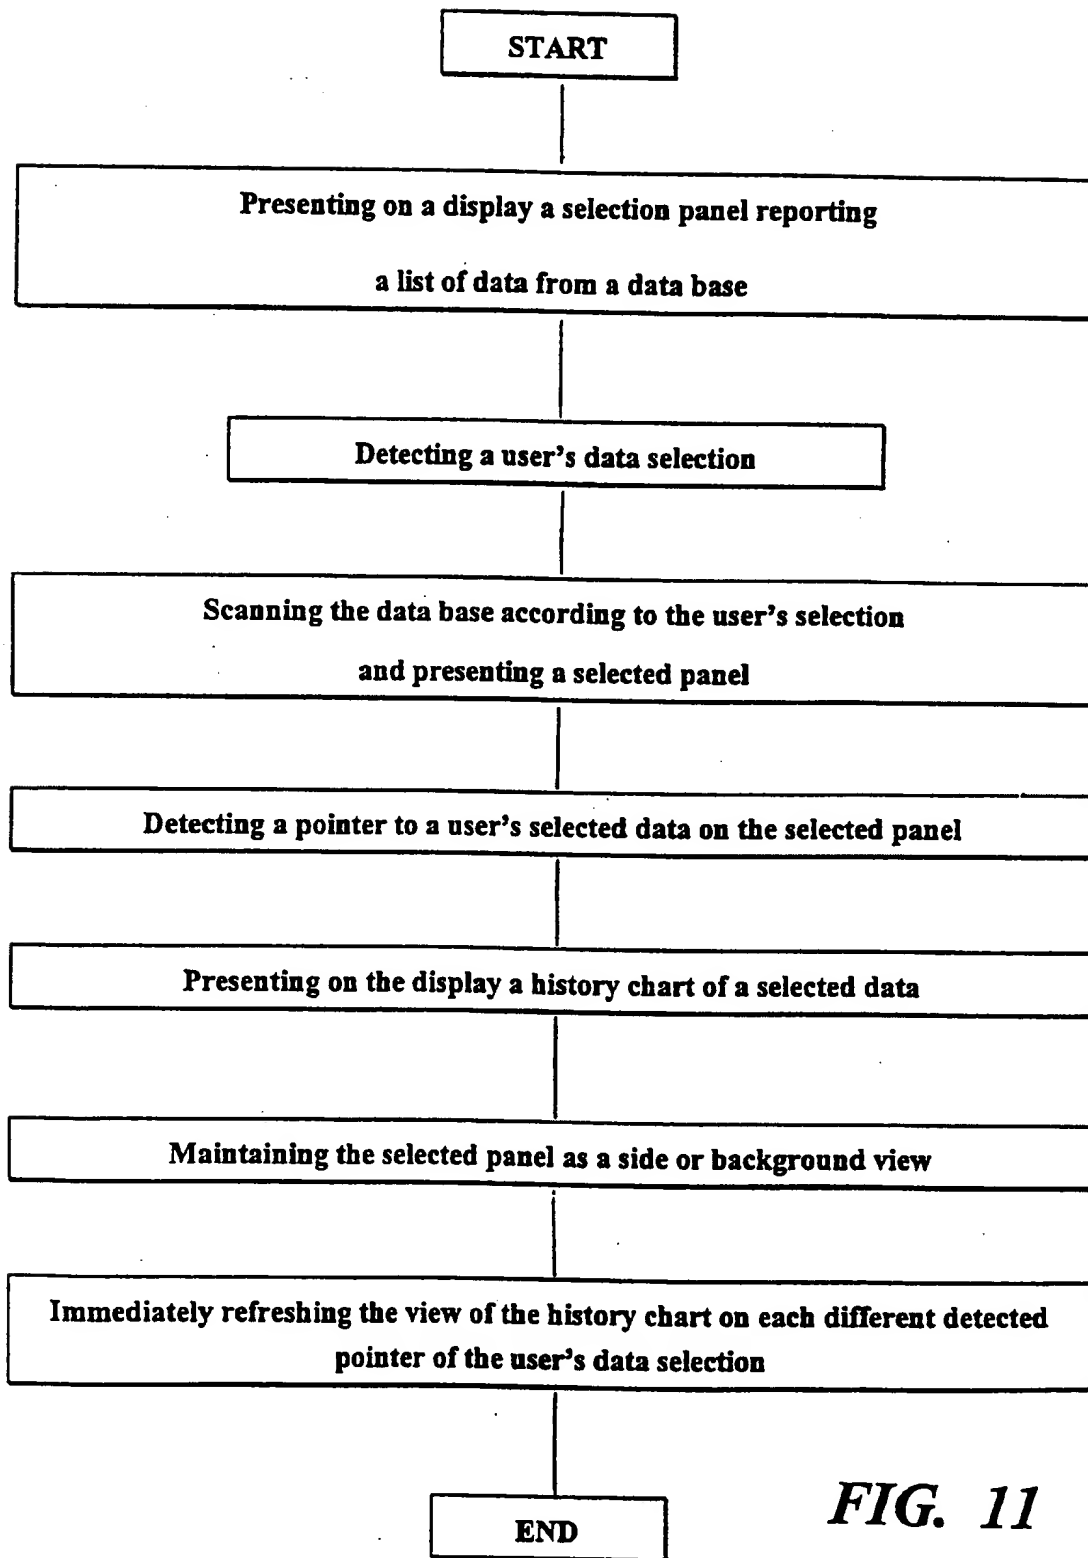 START
Presenting on a display a selection panel reporting
a list of data from a data base
Detecting a user's data selection
Scanning the data base according to the user's selection
and presenting a selected panel
Detecting a pointer to a user's selected data on the selected panel
Presenting on the display a history chart of a selected data
Maintaining the selected panel as a side or background view
Immediately refreshing the view of the history chart on each different detected
pointer of the user's data selection
END
FIG. 11